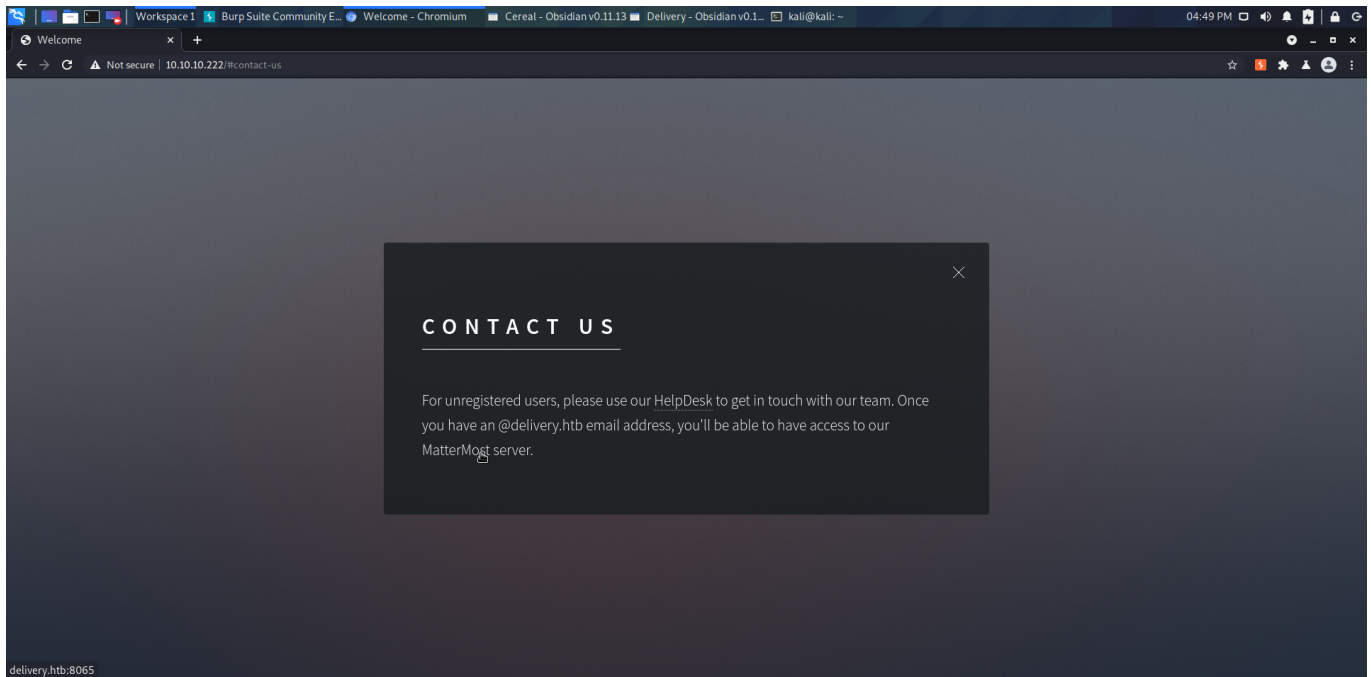 Workspace 1 Burp Suite Community E... Welcome - Chromium Cereal - Obsidian v0.11.13 Delivery - Obsidian v0.1... kali@kali: ~ 04:49 PM
Welcome
Not secure 10.10.10.222/#contact-us
CONTACT US
For unregistered users, please use our HelpDesk to get in touch with our team. Once
you have an @delivery.htb email address, you'll be able to have access to our
MatterMost server.
delivery.htb:8065